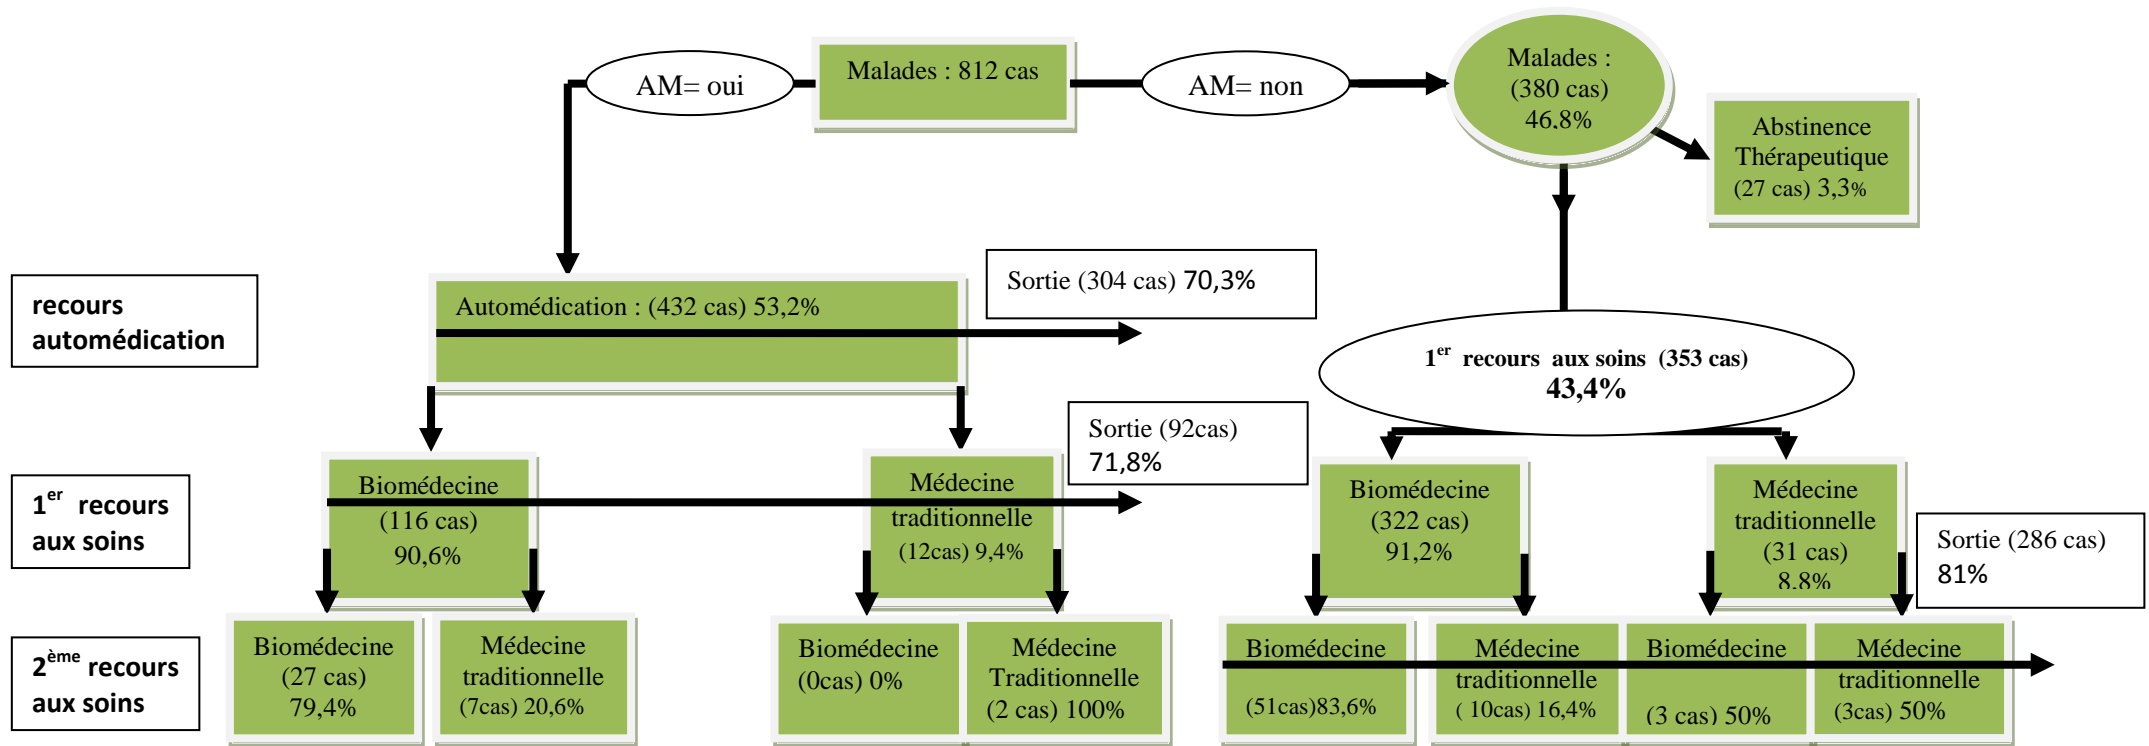 AM= oui
Malades : 812 cas
AM= non
Malades :
(380 cas)
46,8%
Abstinence
Thérapeutique
(27 cas) 3,3%
recours
automédication
Automédication : (432 cas) 53,2%
Sortie (304 cas) 70,3%
1er recours aux soins (353 cas)
43,4%
1er recours
aux soins
Biomédecine
(116 cas)
90,6%
Médecine
traditionnelle
(12cas) 9,4%
Sortie (92cas)
71,8%
Biomédecine
(322 cas)
91,2%
Médecine
traditionnelle
(31 cas)
8,8%
Sortie (286 cas)
81%
2ème recours
aux soins
Biomédecine
(27 cas)
79,4%
Médecine
traditionnelle
(7cas) 20,6%
Biomédecine
(0cas) 0%
Médecine
Traditionnelle
(2 cas) 100%
Biomédecine
(51cas)83,6%
Médecine
traditionnelle
( 10cas) 16,4%
Biomédecine
(3 cas) 50%
Médecine
traditionnelle
(3cas) 50%